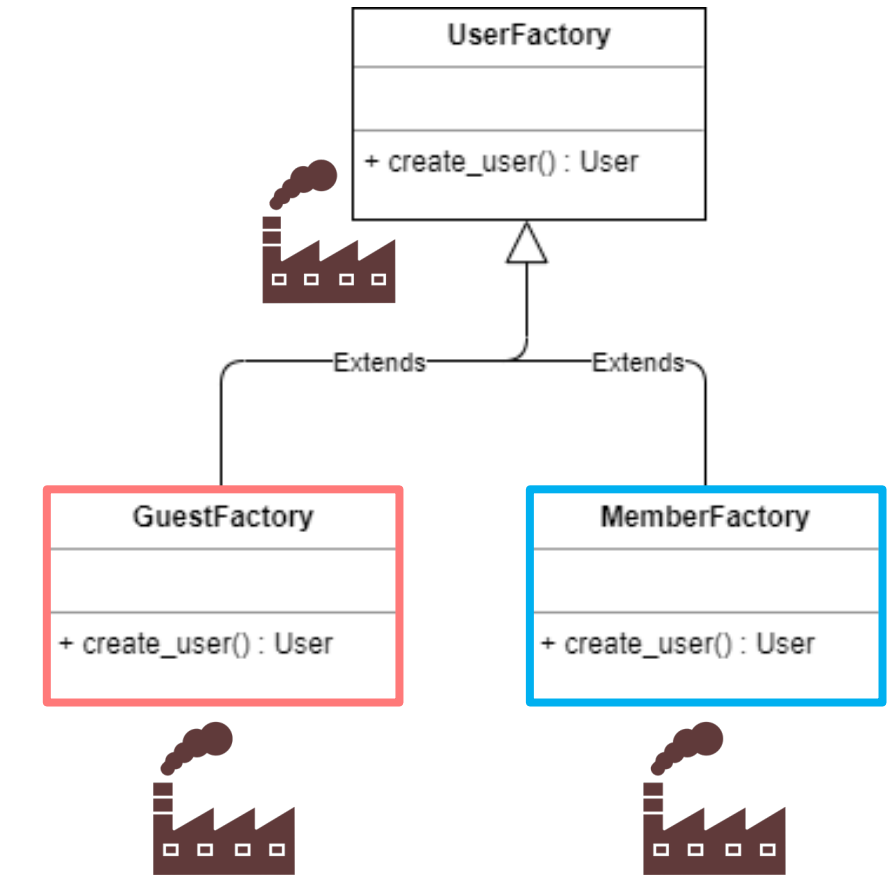 UserFactory
+ create_user() : User
Extends
Extends
GuestFactory
MemberFactory
+ create_user() : User
+ create_user() : User